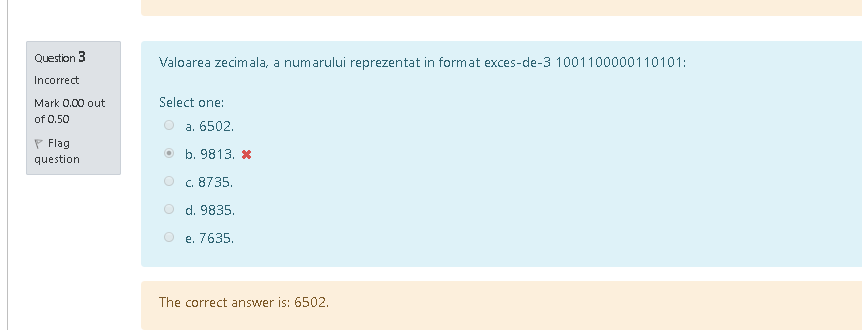 Question 3
Incorrect
Mark 0.00 out
of 0.50
Flag
question
Valoarea zecimala, a numarului reprezentat in format exces-de-3 1001100000110101:
Select one:
a. 6502.
b. 9813.
c. 8735.
d. 9835.
e. 7635.
The correct answer is: 6502.